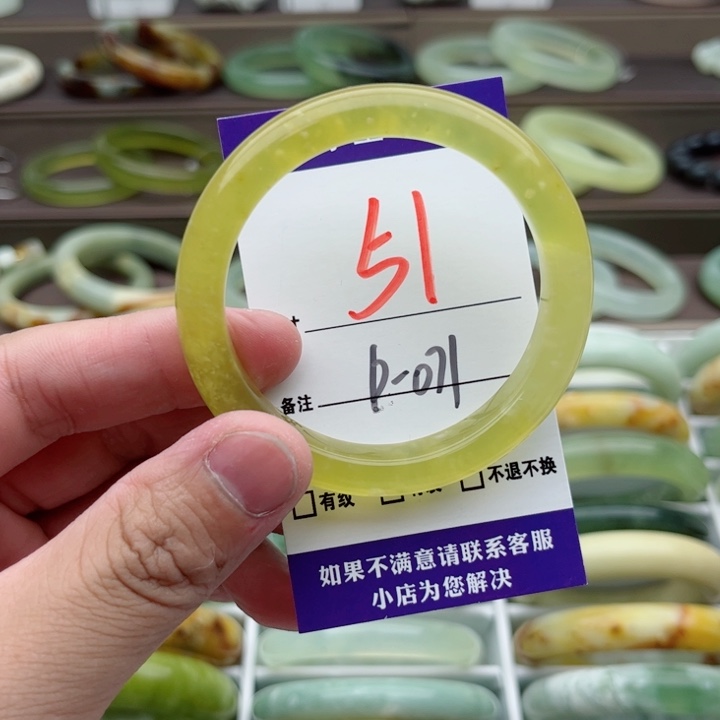 51
备注 P-071
有纹
不退不换
如果不满意请联系客服
小店为您解决